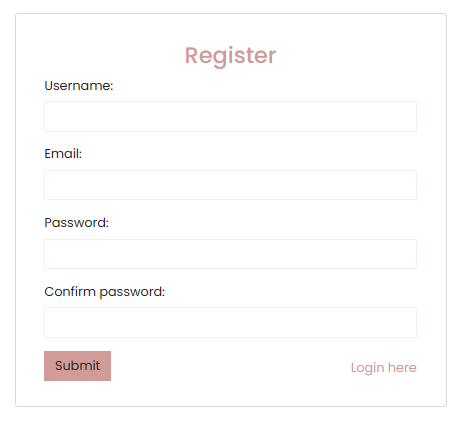 Register
Username:
Email:
Password:
Confirm password:
Submit
Login here